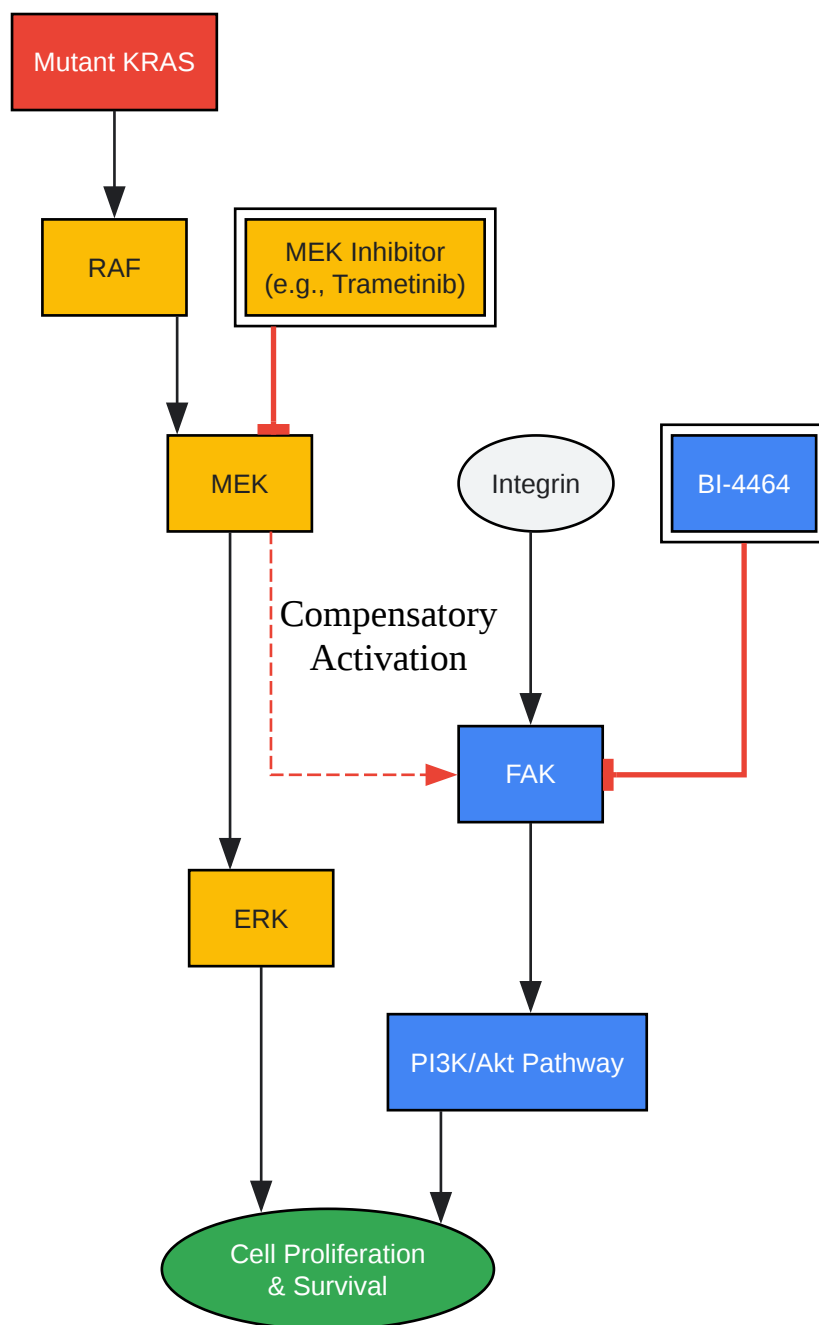 Mutant KRAS
RAF
MEK Inhibitor
(e.g., Trametinib)
MEK
Integrin
BI-4464
Compensatory
Activation
FAK
ERK
PI3K/Akt Pathway
Cell Proliferation
& Survival